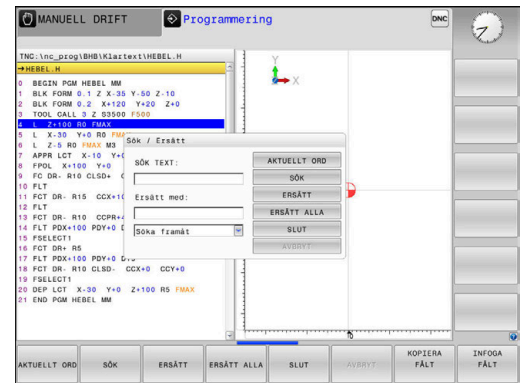 MANUELL DRIFT
Programmering
DNC
TNC:\nc_prog\BHB\Klartext\HEBEL.H
→HEBEL.H
0 BEGIN PGM HEBEL MM
1 BLK FORM 0.1 Z X-35 Y-50 Z-10
2 BLK FORM 0.2 X+120 Y+20 Z+0
3 TOOL CALL 3 Z S3500 F500
4 L Z+100 R0 FMAX
5 L X-30 Y+0 R0
6 L Z-5 R0 FMAX M3
7 APPR LCT X-10 Y+0
8 FPOL X+100 Y+0
9 FC DR- R10 CLSD+
10 FLT
11 FCT DR- R15 CCX+10
12 FLT
13 FCT DR- R10 CCPR+
14 FLT PDX+100 PDY+0
15 FSELECT1
16 FCT DR+ R5
17 FLT PDX+100 PDY+0
18 FCT DR- R10 CLSD- CCX+0 CCY+0
19 FSELECT1
20 DEP LCT X-30 Y+0 Z+100 R5 FMAX
21 END PGM HEBEL MM
Y
X
Sök / Ersätt
SÖK TEXT:
Ersätt med:
Söka framåt
AKTUELLT ORD
SÖK
ERSÄTT
ERSÄTT ALLA
SLUT
AVBRYT
AKTUELLT ORD
SÖK
ERSÄTT
ERSÄTT ALLA
SLUT
AVBRYT
KOPIERA
FÄLT
INFOGA
FÄLT